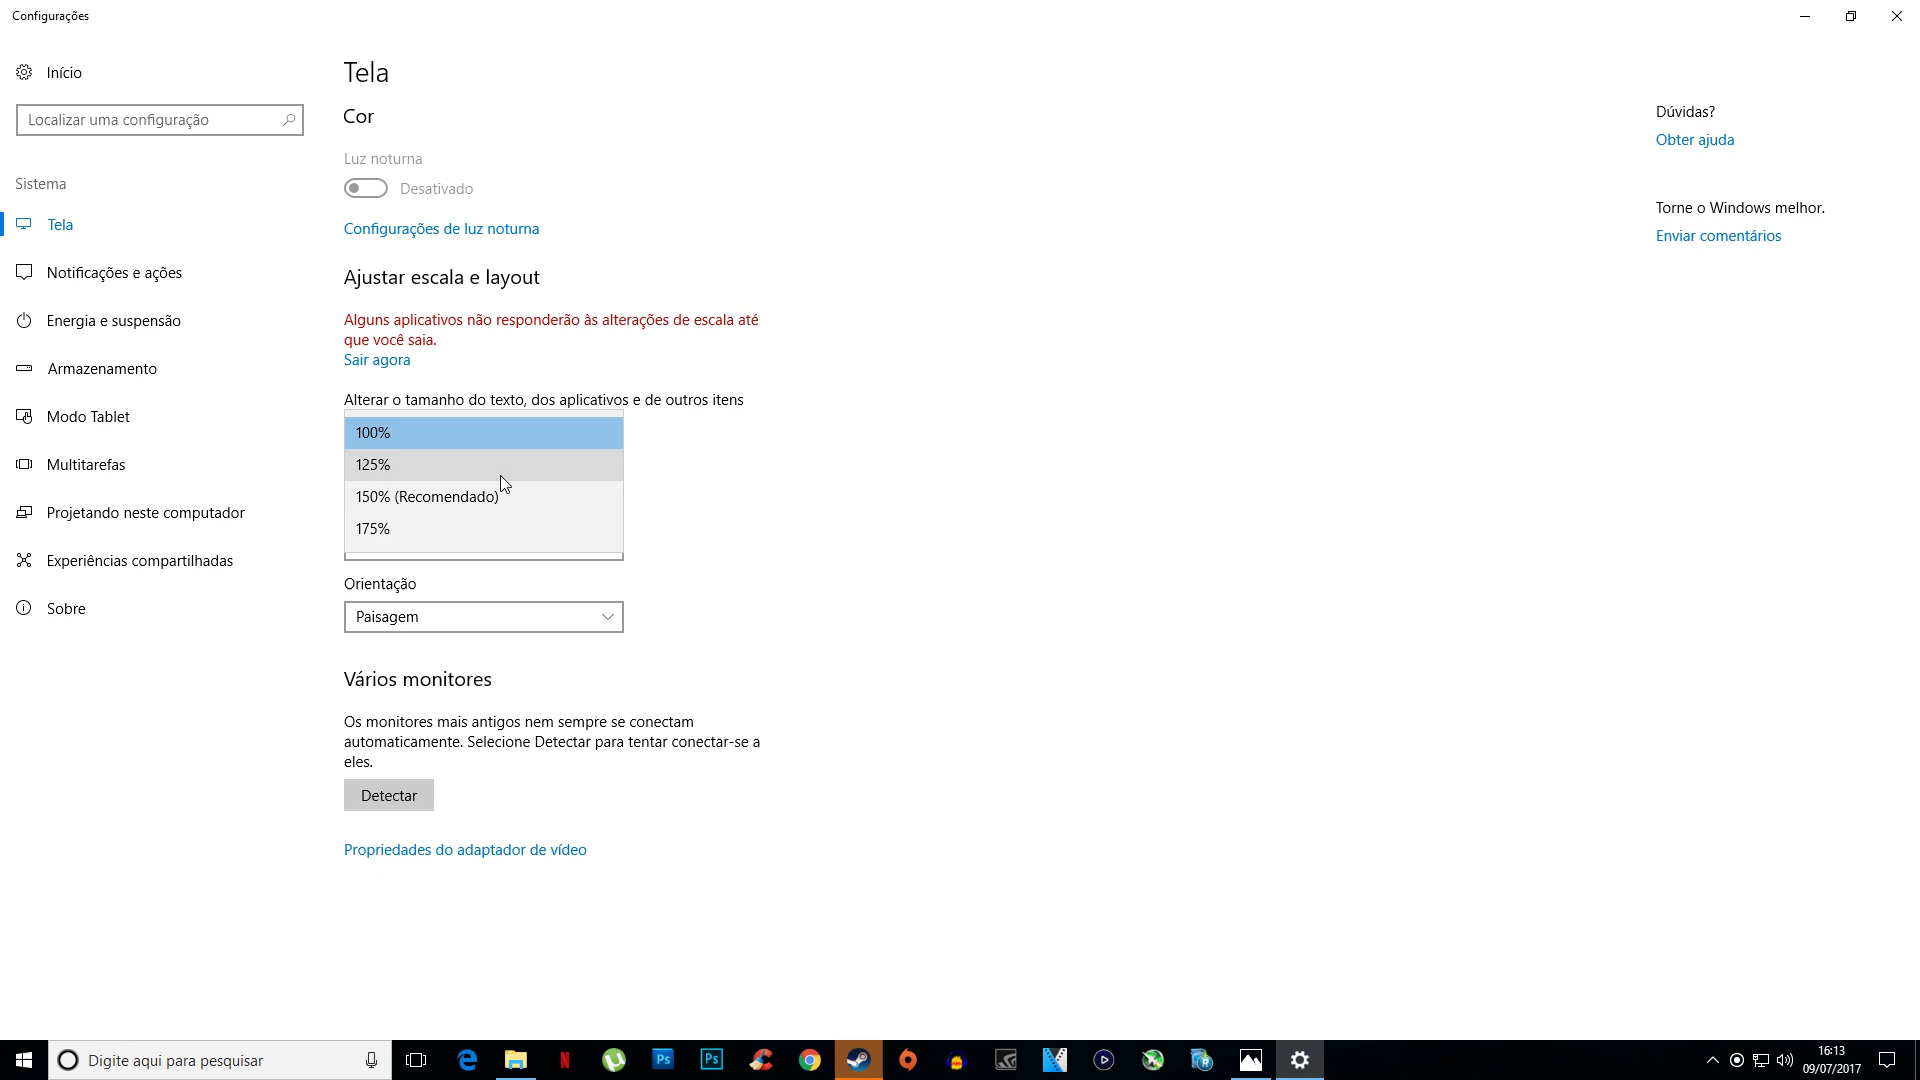 Configurações
Início
Localizar uma configuração
Sistema
Tela
Notificações e ações
Energia e suspensão
Armazenamento
Modo Tablet
Multitarefas
Projetando neste computador
Experiências compartilhadas
Sobre
Tela
Cor
Luz noturna
Desativado
Configurações de luz noturna
Ajustar escala e layout
Alguns aplicativos não responderão às alterações de escala até
que você saia.
Sair agora
Alterar o tamanho do texto, dos aplicativos e de outros itens
100%
125%
150% (Recomendado)
175%
Orientação
Paisagem
Vários monitores
Os monitores mais antigos nem sempre se conectam
automaticamente. Selecione Detectar para tentar conectar-se a
eles.
Detectar
Propriedades do adaptador de vídeo
Dúvidas?
Obter ajuda
Torne o Windows melhor.
Enviar comentários
Digite aqui para pesquisar
N
Ps
Ps
R
16:13
09/07/2017